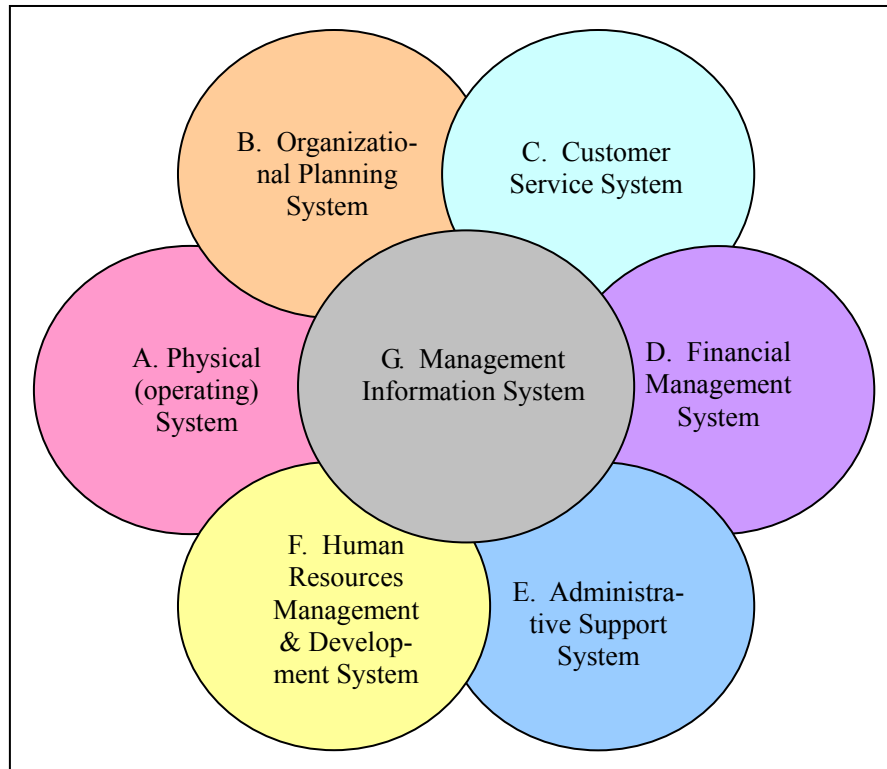 B. Organizatio-
nal Planning
System
C. Customer
Service System
A. Physical
(operating)
System
G. Management
Information System
D. Financial
Management
System
F. Human
Resources
Management
& Develop-
ment System
E. Administra-
tive Support
System